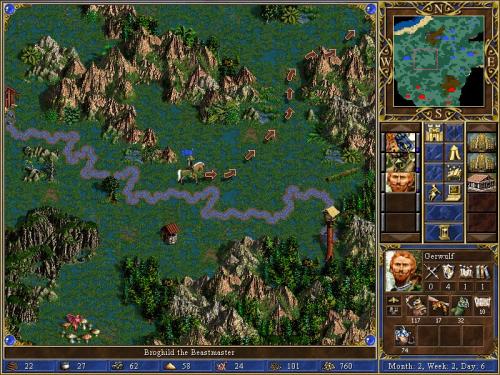 N
W
E
S
Gerwulf
0 4 1 1
10
117 17 32
74
Broghild the Beastmaster
22 27 62 58 24 101 760
Month: 2, Week: 2, Day: 6